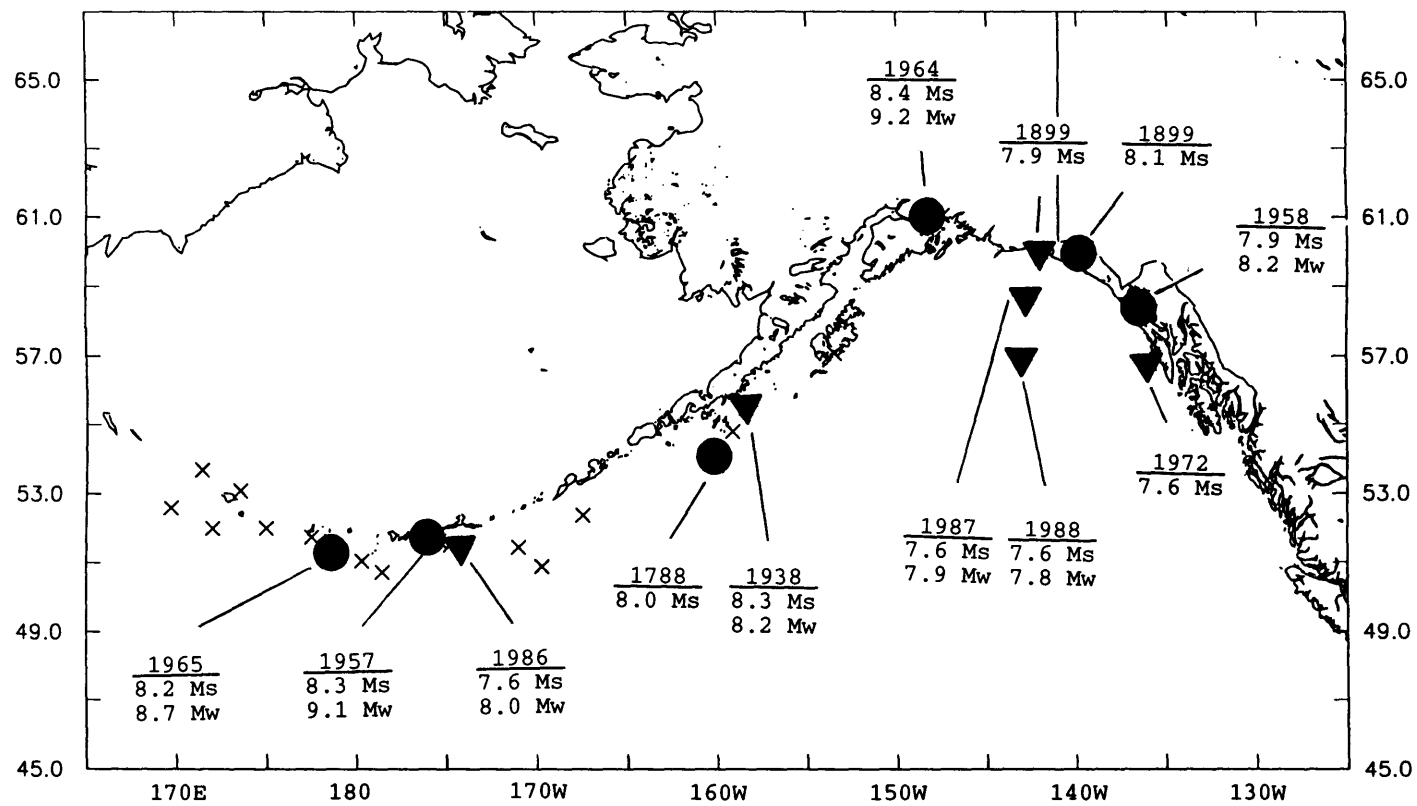 65.0
61.0
57.0
53.0
49.0
45.0
1964
8.4 Ms
9.2 Mw
1899
7.9 Ms
1899
8.1 Ms
1958
7.9 Ms
8.2 Mw
1972
7.6 Ms
1987
7.6 Ms
7.9 Mw
1988
7.6 Ms
7.8 Mw
1788
8.0 Ms
1938
8.3 Ms
8.2 Mw
1965
8.2 Ms
8.7 Mw
1957
8.3 Ms
9.1 Mw
1986
7.6 Ms
8.0 Mw
65.0
61.0
57.0
53.0
49.0
45.0
170E
180
170W
160W
150W
140W
130W